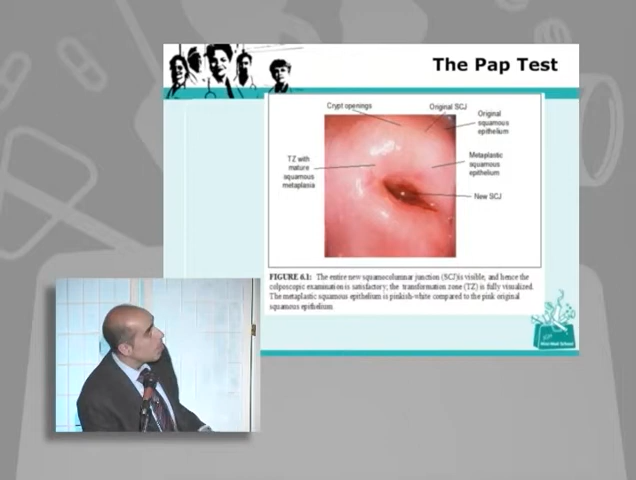 The Pap Test
Crypt openings
Original SCJ
Original
squamous
epithelium
TZ with
mature
squamous
metaplasia
Metaplastic
squamous
epithelium
New SCJ
FIGURE 6.1: The entire new squamocolumnar junction (SCJ) is visible, and hence the
colposcopic examination is satisfactory; the transformation zone (TZ) is fully visualized.
The metaplastic squamous epithelium is pinkish-white compared to the pink original
squamous epithelium
Mini-Med School